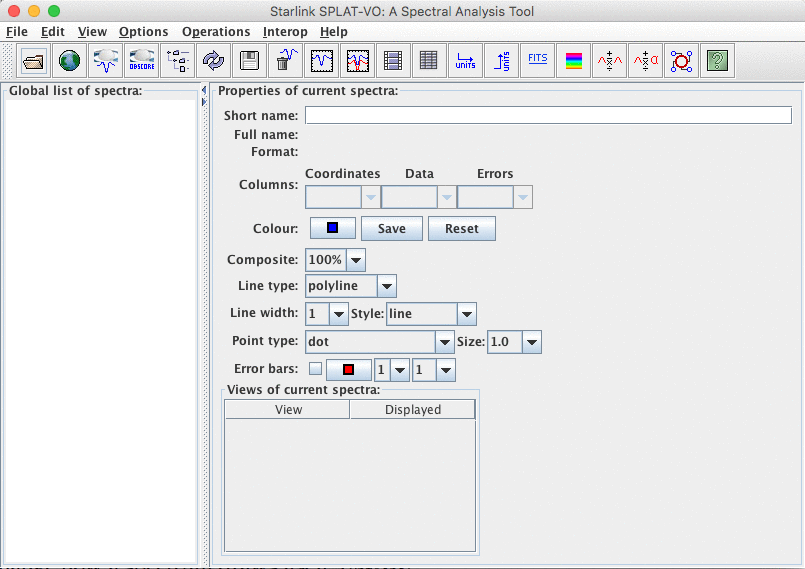 Starlink SPLAT-VO: A Spectral Analysis Tool
File Edit View Options Operations Interop Help
OBSCORE UNITS UNITS FITS
Global list of spectra:
Properties of current spectra:
Short name:
Full name:
Format:
Coordinates Data Errors
Columns:
Colour: Save Reset
Composite: 100%
Line type: polyline
Line width: 1 Style: line
Point type: dot Size: 1.0
Error bars: 1 1
Views of current spectra:
View Displayed